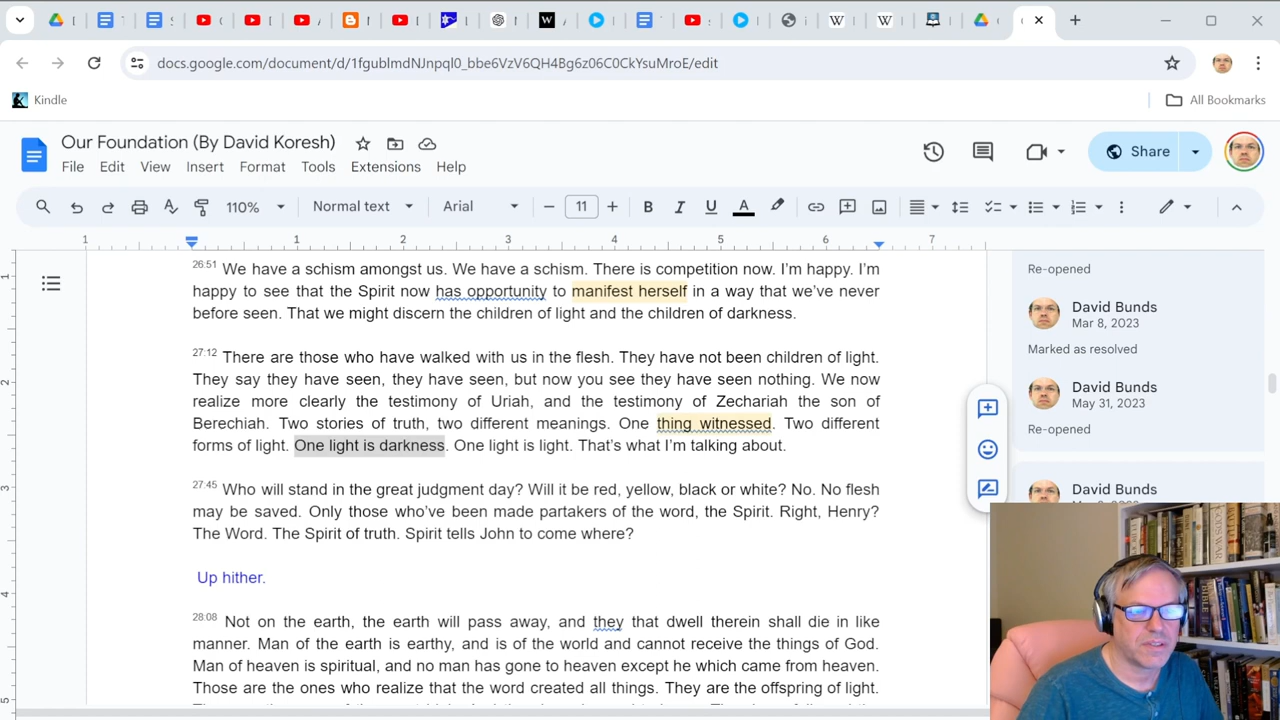 docs.google.com/document/d/1fgublmdNJnpql0_bbe6VzV6QH4Bg6z06C0CkYsuMroE/edit
Kindle
All Bookmarks
Our Foundation (By David Koresh)
File Edit View Insert Format Tools Extensions Help
Share
110% Normal text Arial 11
1 1 2 3 4 5 6 7
26:51 We have a schism amongst us. We have a schism. There is competition now. I'm happy. I'm
happy to see that the Spirit now has opportunity to manifest herself in a way that we've never
before seen. That we might discern the children of light and the children of darkness.
27:12 There are those who have walked with us in the flesh. They have not been children of light.
They say they have seen, they have seen, but now you see they have seen nothing. We now
realize more clearly the testimony of Uriah, and the testimony of Zechariah the son of
Berechiah. Two stories of truth, two different meanings. One thing witnessed. Two different
forms of light. One light is darkness. One light is light. That's what I'm talking about.
27:45 Who will stand in the great judgment day? Will it be red, yellow, black or white? No. No flesh
may be saved. Only those who've been made partakers of the word, the Spirit. Right, Henry?
The Word. The Spirit of truth. Spirit tells John to come where?
Up hither.
28:08 Not on the earth, the earth will pass away, and they that dwell therein shall die in like
manner. Man of the earth is earthy, and is of the world and cannot receive the things of God.
Man of heaven is spiritual, and no man has gone to heaven except he which came from heaven.
Those are the ones who realize that the word created all things. They are the offspring of light.
Re-opened
David Bunds
Mar 8, 2023
Marked as resolved
David Bunds
May 31, 2023
Re-opened
David Bunds